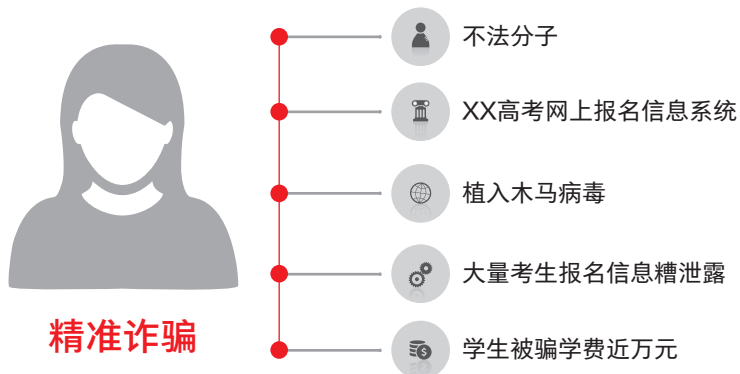 不法分子
XX高考网上报名信息系统
植入木马病毒
大量考生报名信息糟泄露
学生被骗学费近万元
精准诈骗